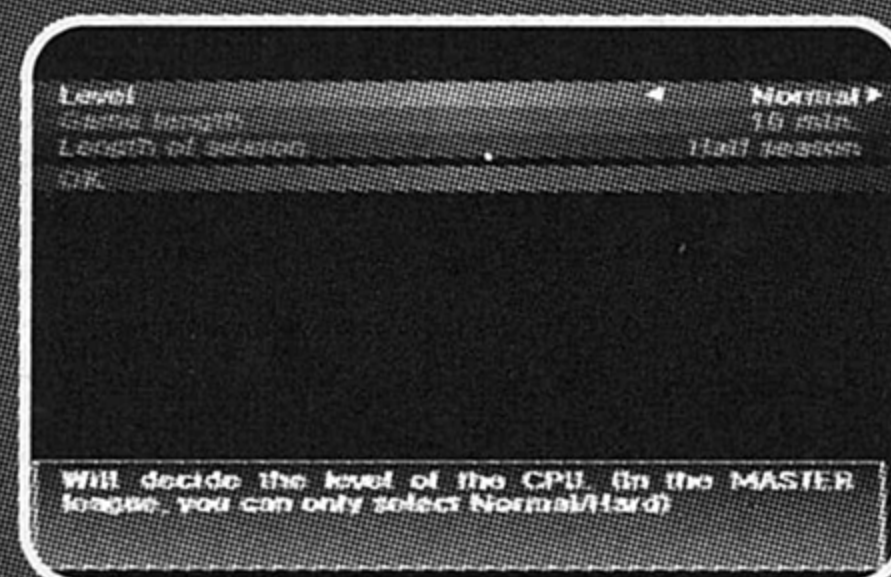 Level ◄ Normal ►
Game length 10 min.
Length of season Half season
OK
Will decide the level of the CPU. (In the MASTER
league, you can only select Normal/Hard)